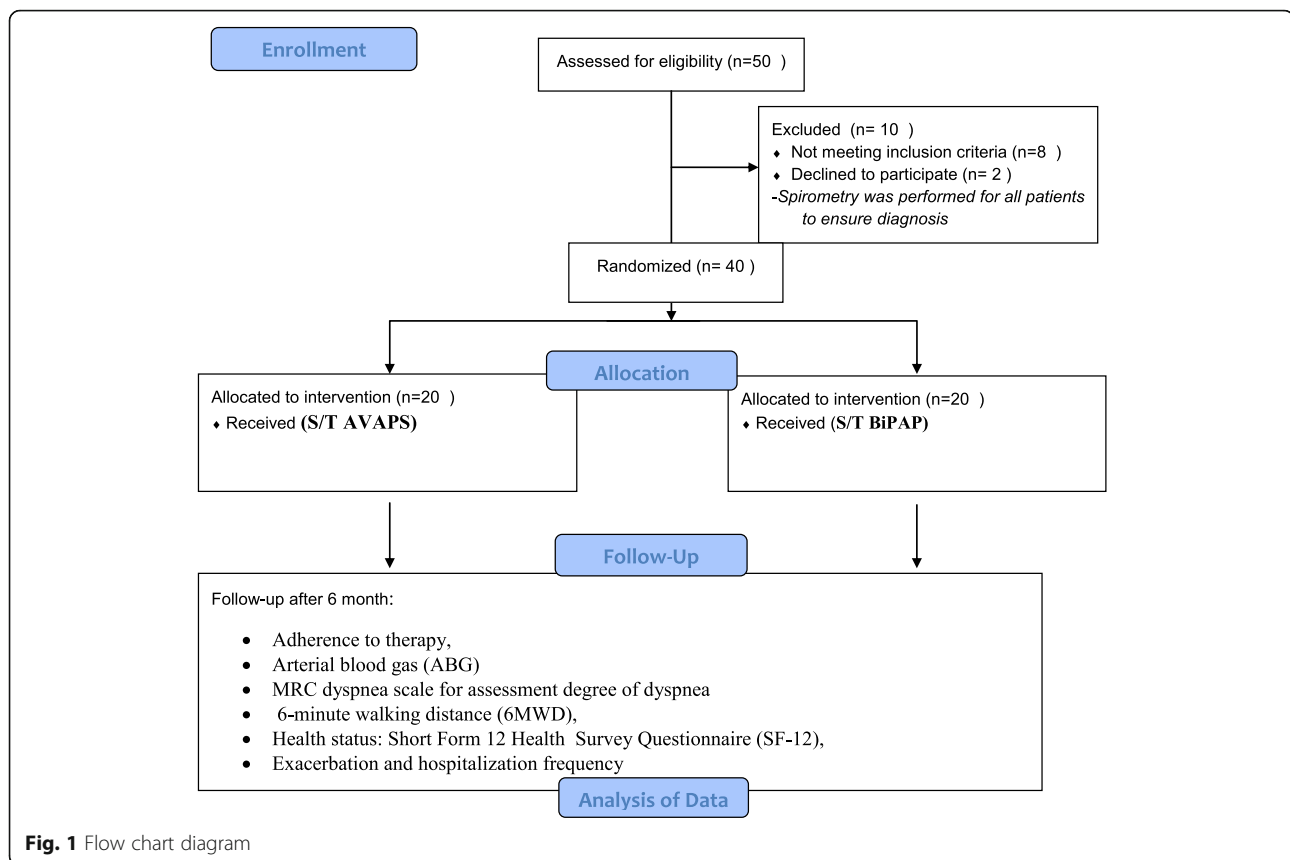 Enrollment
Assessed for eligibility (n=50 )
Excluded (n= 10 )
♦ Not meeting inclusion criteria (n=8 )
♦ Declined to participate (n= 2 )
-Spirometry was performed for all patients
to ensure diagnosis
Randomized (n= 40 )
Allocation
Allocated to intervention (n=20 )
♦ Received (S/T AVAPS)
Allocated to intervention (n=20 )
♦ Received (S/T BiPAP)
Follow-Up
Follow-up after 6 month:
• Adherence to therapy,
• Arterial blood gas (ABG)
• MRC dyspnea scale for assessment degree of dyspnea
• 6-minute walking distance (6MWD),
• Health status: Short Form 12 Health Survey Questionnaire (SF-12),
• Exacerbation and hospitalization frequency
Analysis of Data
Fig. 1 Flow chart diagram